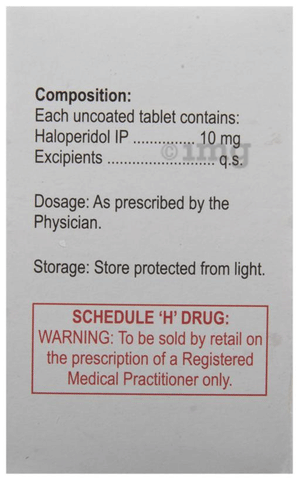 Composition:
Each uncoated tablet contains:
Haloperidol IP ............... 10 mg
Excipients .......................... q.s.
1mg
Dosage: As prescribed by the
Physician.
Storage: Store protected from light.
SCHEDULE ‘H’ DRUG:
WARNING: To be sold by retail on
the prescription of a Registered
Medical Practitioner only.